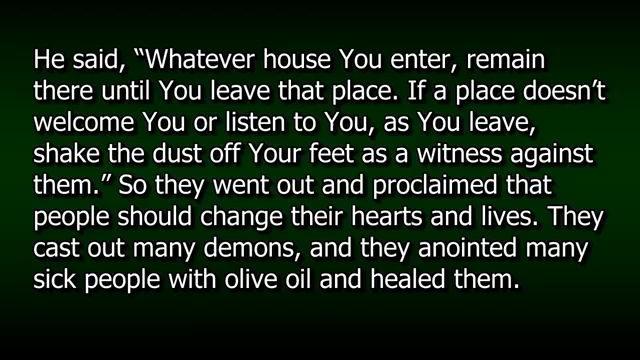 He said, “Whatever house You enter, remain
there until You leave that place. If a place doesn’t
welcome You or listen to You, as You leave,
shake the dust off Your feet as a witness against
them.” So they went out and proclaimed that
people should change their hearts and lives. They
cast out many demons, and they anointed many
sick people with olive oil and healed them.